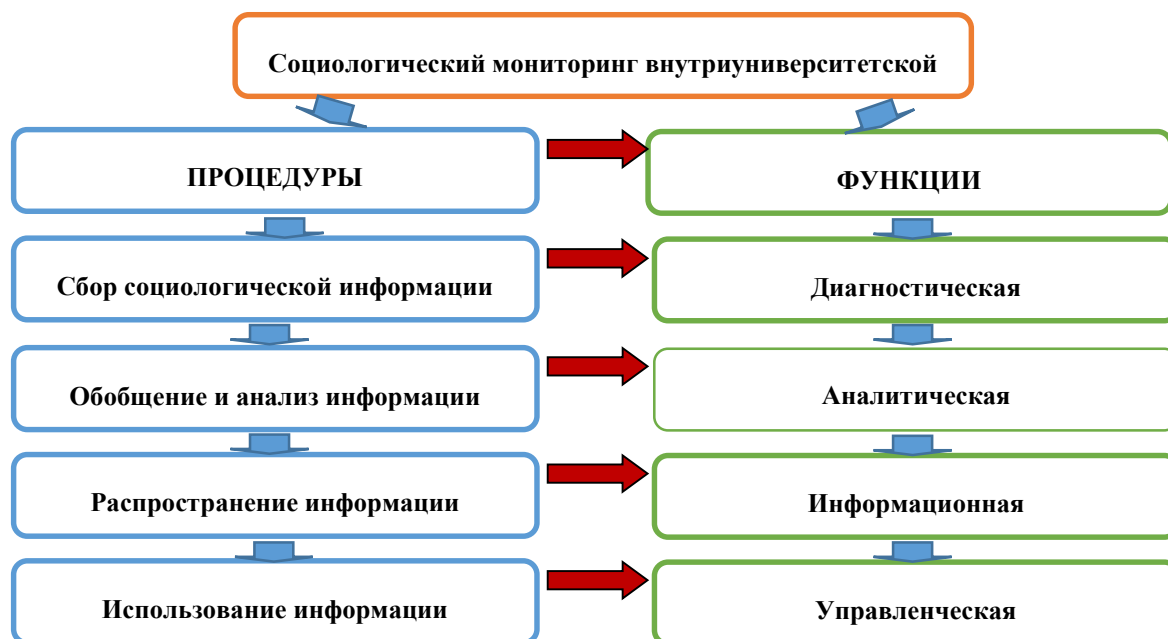 Социологический мониторинг внутриуниверситетской
ПРОЦЕДУРЫ
ФУНКЦИИ
Сбор социологической информации
Диагностическая
Обобщение и анализ информации
Аналитическая
Распространение информации
Информационная
Использование информации
Управленческая